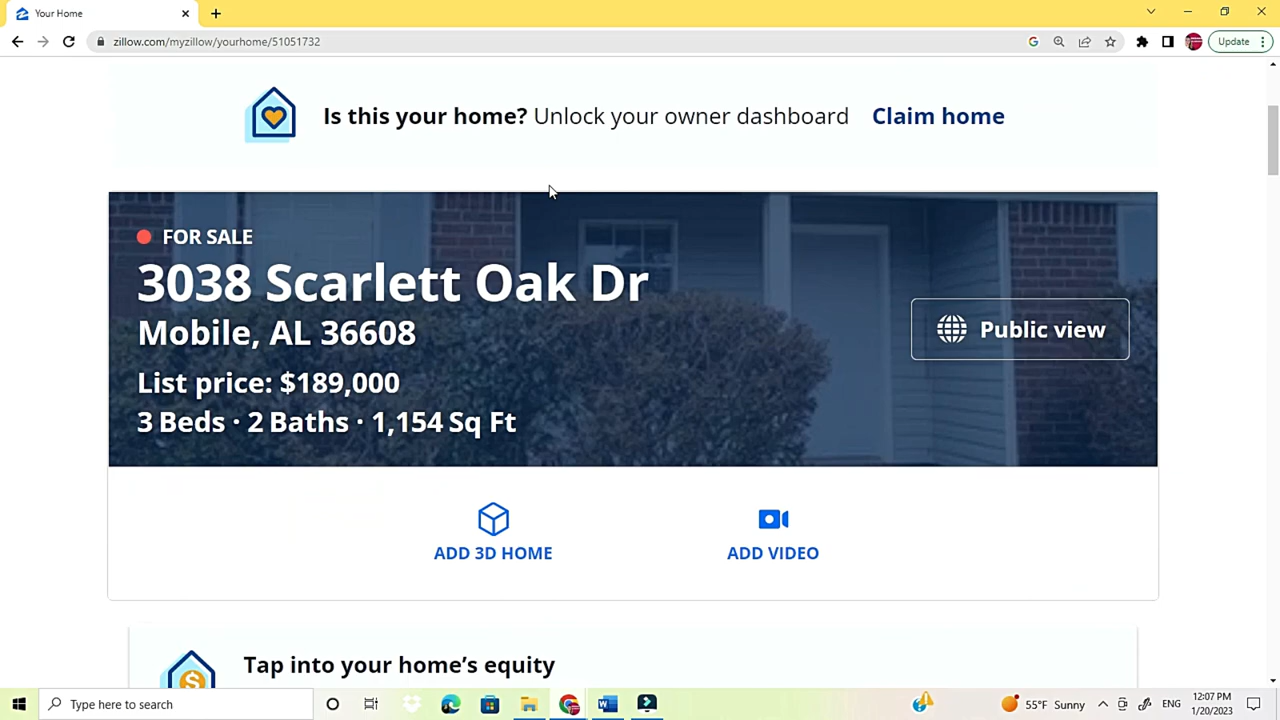 Your Home
zillow.com/myzillow/yourhome/51051732
Update
Is this your home? Unlock your owner dashboard Claim home
FOR SALE
3038 Scarlett Oak Dr
Mobile, AL 36608
Public view
List price: $189,000
3 Beds · 2 Baths · 1,154 Sq Ft
ADD 3D HOME ADD VIDEO
Tap into your home’s equity
Type here to search
55°F Sunny
ENG
12:07 PM
1/20/2023